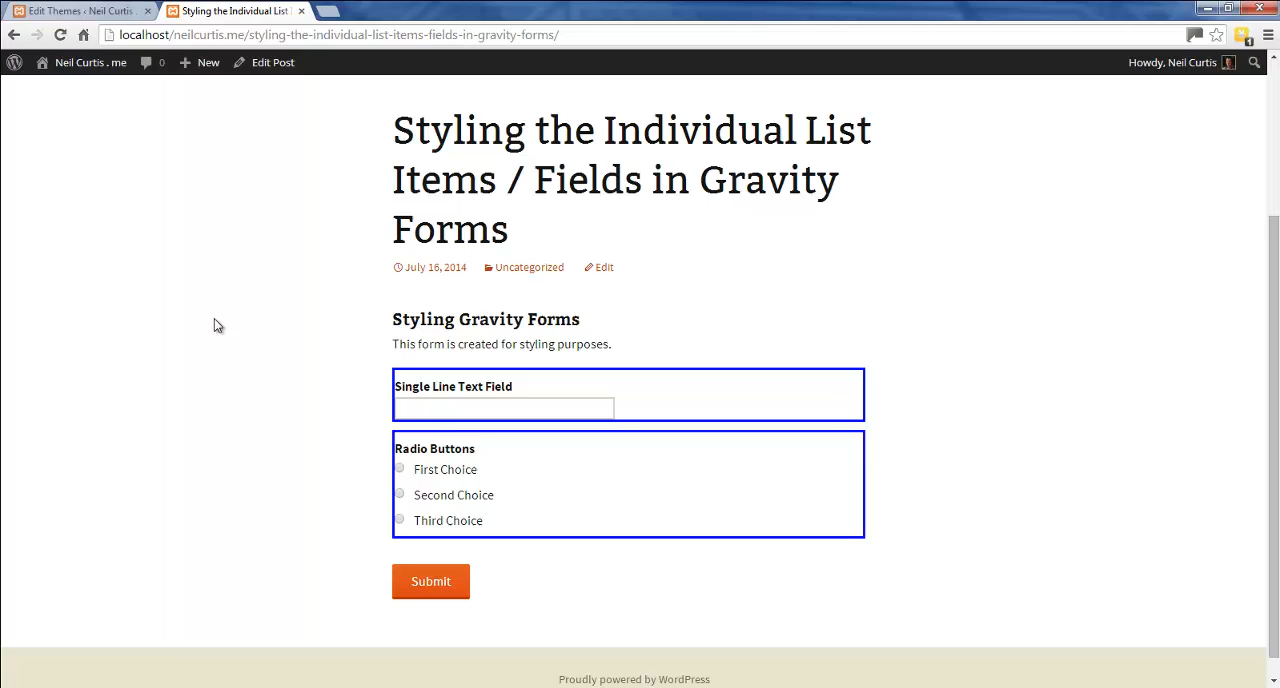 Edit Themes ‹ Neil Curtis .
Styling the Individual List
localhost/neilcurtis.me/styling-the-individual-list-items-fields-in-gravity-forms/
1
Neil Curtis . me
0
New
Edit Post
Howdy, Neil Curtis
Styling the Individual List
Items / Fields in Gravity
Forms
July 16, 2014
Uncategorized
Edit
Styling Gravity Forms
This form is created for styling purposes.
Single Line Text Field
Radio Buttons
First Choice
Second Choice
Third Choice
Submit
Proudly powered by WordPress